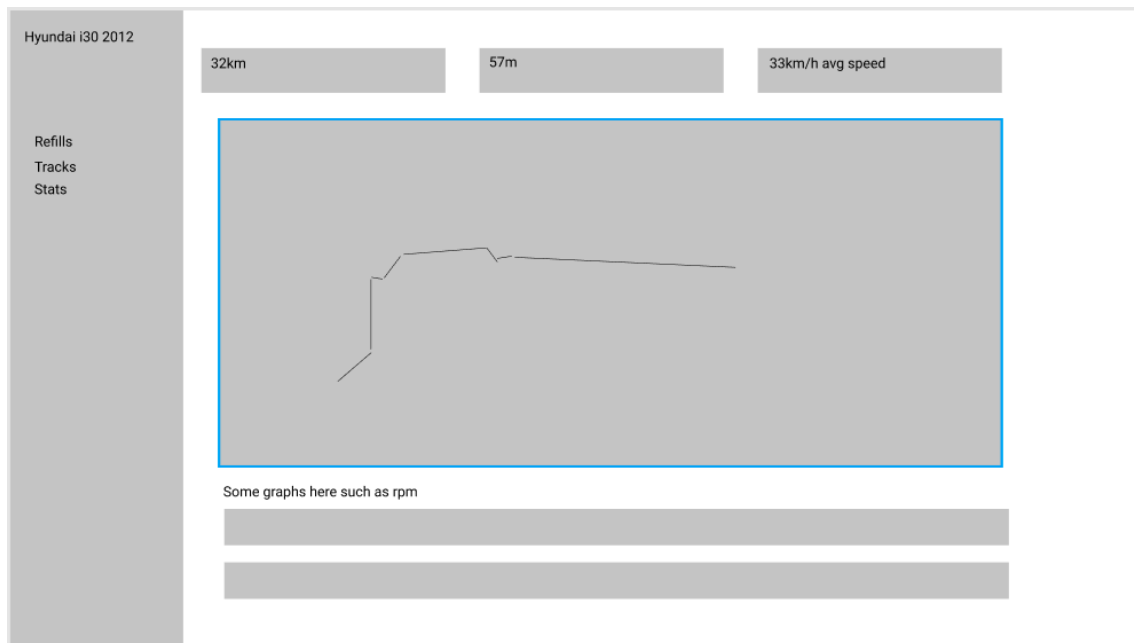 Hyundai i30 2012
32km
57m
33km/h avg speed
Refills
Tracks
Stats
Some graphs here such as rpm